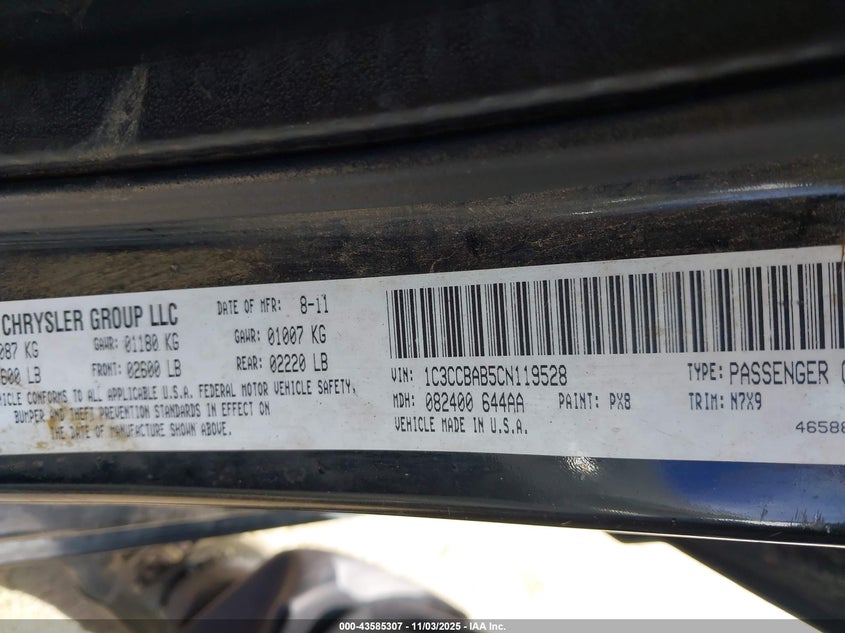 CHRYSLER GROUP LLC
DATE OF MFR: 8-11
GAWR: 01180 KG
GAWR: 01007 KG
FRONT: 02600 LB
REAR: 02220 LB
087 KG
600 LB
CONFORMS TO ALL APPLICABLE U.S.A. FEDERAL MOTOR VEHICLE SAFETY,
BUMPER AND THEFT PREVENTION STANDARDS IN EFFECT ON
THE DATE OF MANUFACTURE SHOWN ABOVE.
VIN: 1C3CCBAB5CN119528
TYPE: PASSENGER
MDH: 082400 644AA
PAINT: PX8
TRIM: N7X9
VEHICLE MADE IN U.S.A.
4658
000-43585307 - 11/03/2025 - IAA Inc.